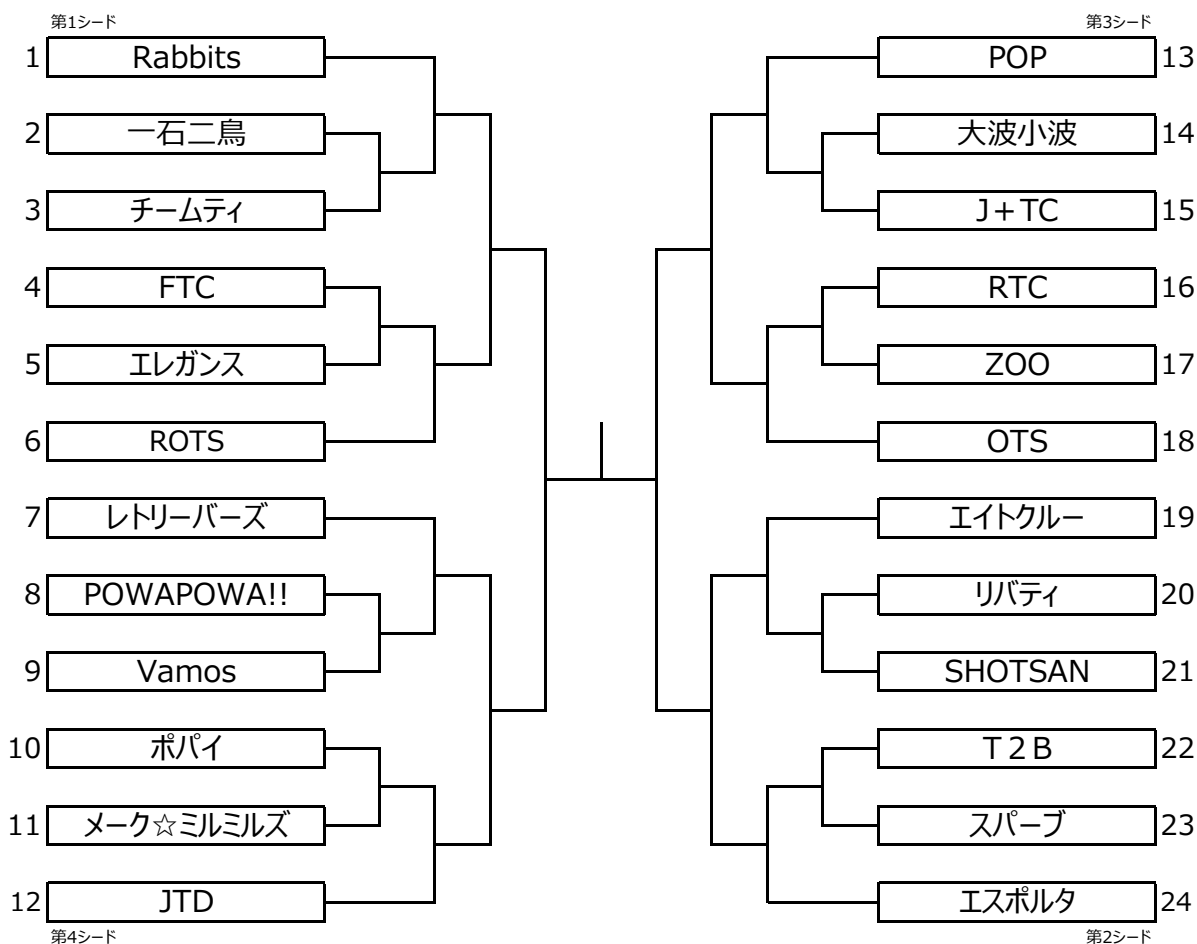 第1シード
1 Rabbits
2 一石二鳥
3 チームティ
4 FTC
5 エレガンス
6 ROTS
7 レトリーバーズ
8 POWAPOWA!!
9 Vamos
10 ポパイ
11 メーク☆ミルミルズ
12 JTD
第4シード
第3シード
POP 13
大波小波 14
J+TC 15
RTC 16
ZOO 17
OTS 18
エイトクルー 19
リバティ 20
SHOTSAN 21
T2B 22
スパーブ 23
エスポルタ 24
第2シード